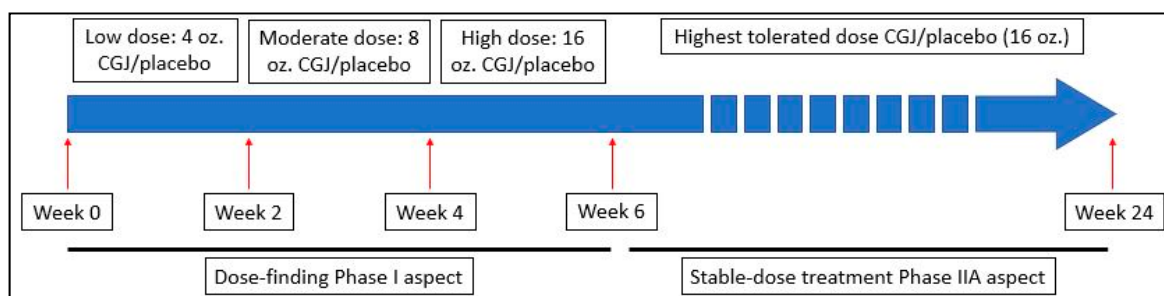 Low dose: 4 oz.
CGJ/placebo
Moderate dose: 8
oz. CGJ/placebo
High dose: 16
oz. CGJ/placebo
Highest tolerated dose CGJ/placebo (16 oz.)
Week 0
Week 2
Week 4
Week 6
Week 24
Dose-finding Phase I aspect
Stable-dose treatment Phase IIA aspect